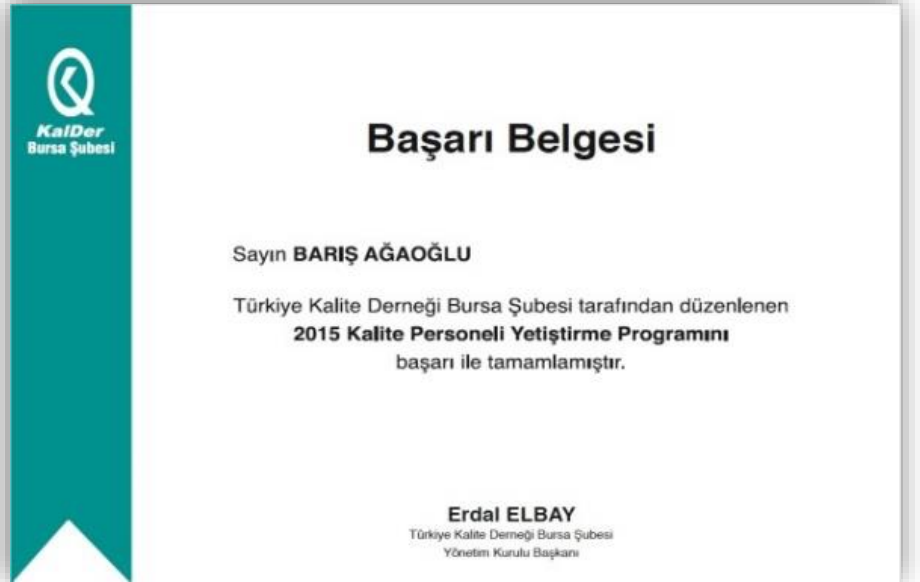 KalDer
Bursa Şubesi
Başarı Belgesi
Sayın BARIŞ AĞAOĞLU
Türkiye Kalite Derneği Bursa Şubesi tarafından düzenlenen
2015 Kalite Personeli Yetiştirme Programını
başarı ile tamamlamıştır.
Erdal ELBAY
Türkiye Kalite Derneği Bursa Şubesi
Yönetim Kurulu Başkanı